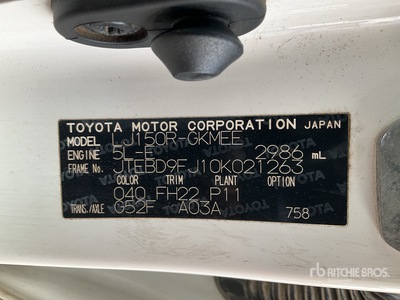 TOYOTA MOTOR CORPORATION JAPAN
MODEL LJ150R-GKMEE
ENGINE 5L-E 2986 mL
FRAME No. JTEBD9FJ10K021263
COLOR TRIM PLANT OPTION
040 FH22 P11
TRANS./AXLE G52F A03A 758
rb RITCHIE BROS.